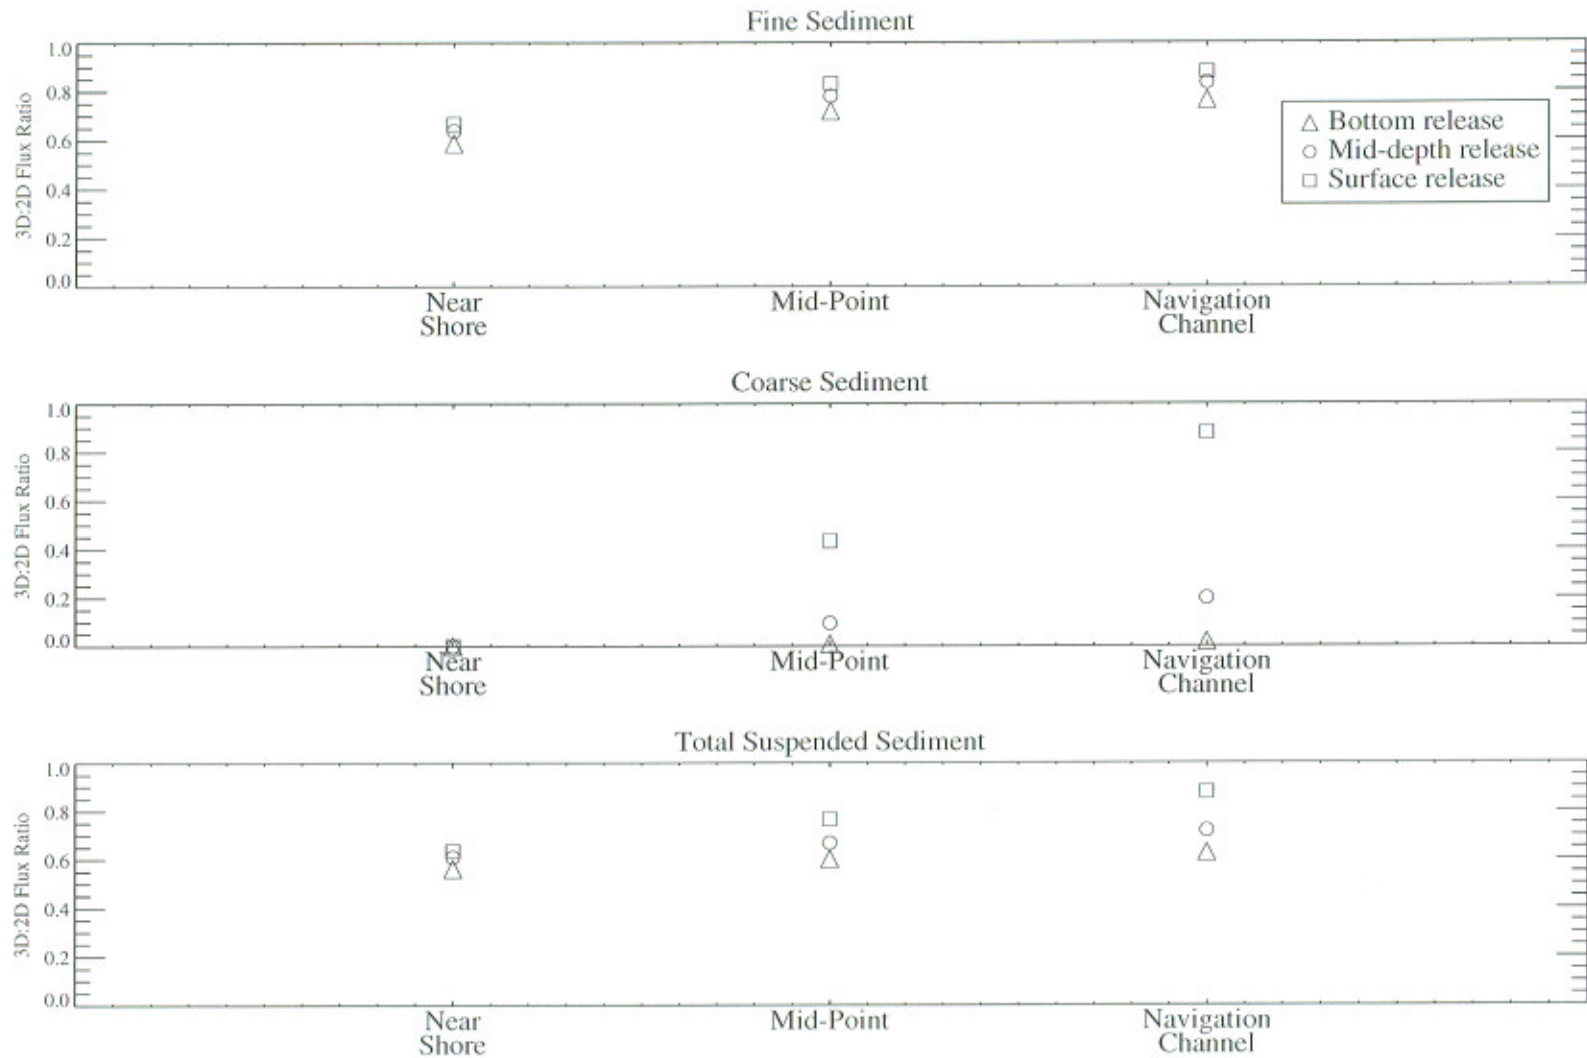 Fine Sediment
1.0
0.8
0.6
0.4
0.2
0.0
3D:2D Flux Ratio
Bottom release
Mid-depth release
Surface release
Near
Shore
Mid-Point
Navigation
Channel
Coarse Sediment
1.0
0.8
0.6
0.4
0.2
0.0
3D:2D Flux Ratio
Near
Shore
Mid-Point
Navigation
Channel
Total Suspended Sediment
1.0
0.8
0.6
0.4
0.2
0.0
3D:2D Flux Ratio
Near
Shore
Mid-Point
Navigation
Channel